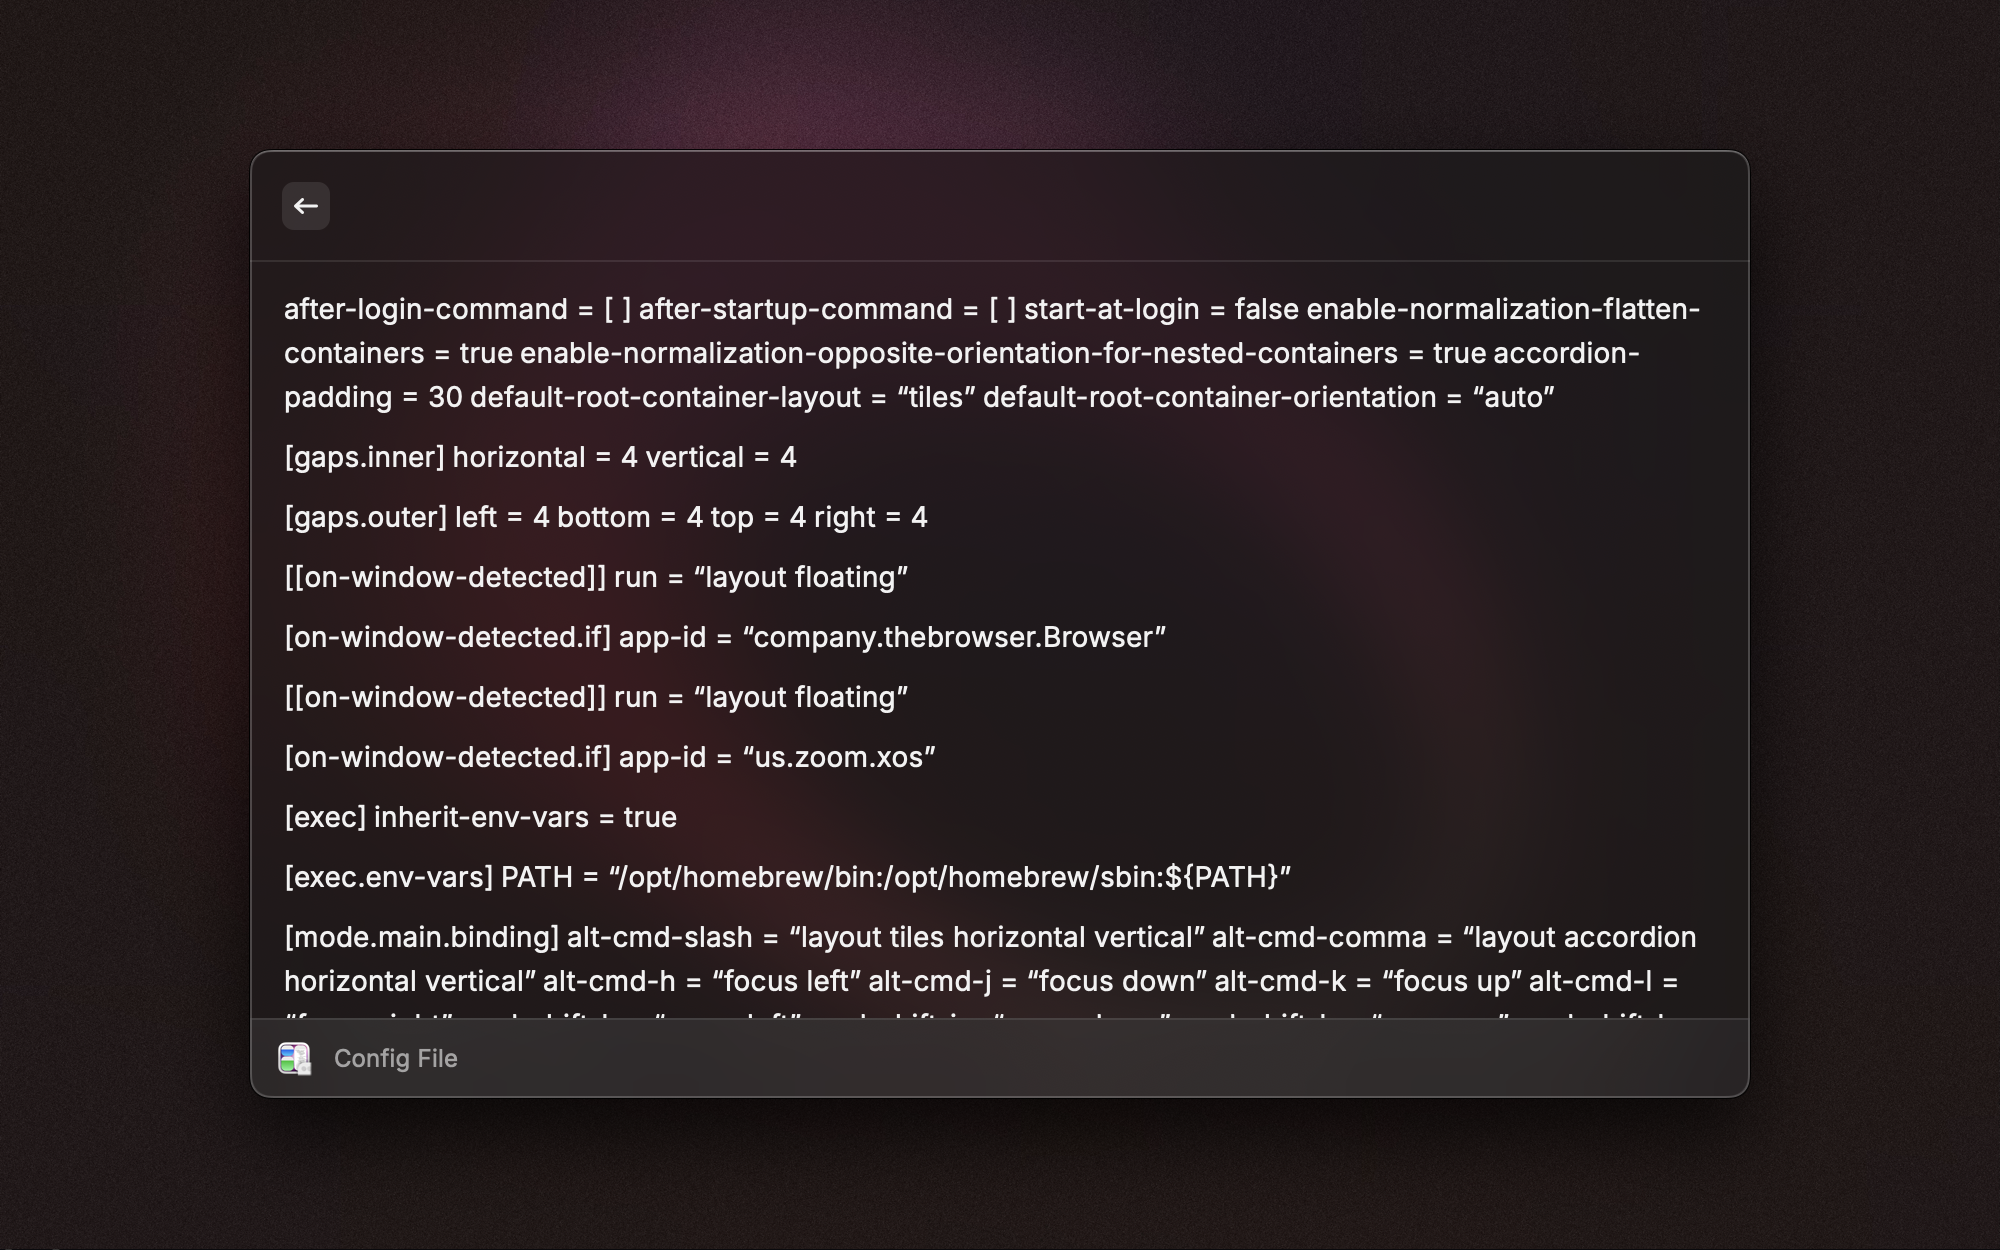 after-login-command = [ ] after-startup-command = [ ] start-at-login = false enable-normalization-flatten-
containers = true enable-normalization-opposite-orientation-for-nested-containers = true accordion-
padding = 30 default-root-container-layout = “tiles” default-root-container-orientation = “auto”
[gaps.inner] horizontal = 4 vertical = 4
[gaps.outer] left = 4 bottom = 4 top = 4 right = 4
[[on-window-detected]] run = “layout floating”
[on-window-detected.if] app-id = “company.thebrowser.Browser”
[[on-window-detected]] run = “layout floating”
[on-window-detected.if] app-id = “us.zoom.xos”
[exec] inherit-env-vars = true
[exec.env-vars] PATH = “/opt/homebrew/bin:/opt/homebrew/sbin:${PATH}”
[mode.main.binding] alt-cmd-slash = “layout tiles horizontal vertical” alt-cmd-comma = “layout accordion
horizontal vertical” alt-cmd-h = “focus left” alt-cmd-j = “focus down” alt-cmd-k = “focus up” alt-cmd-l =
Config File